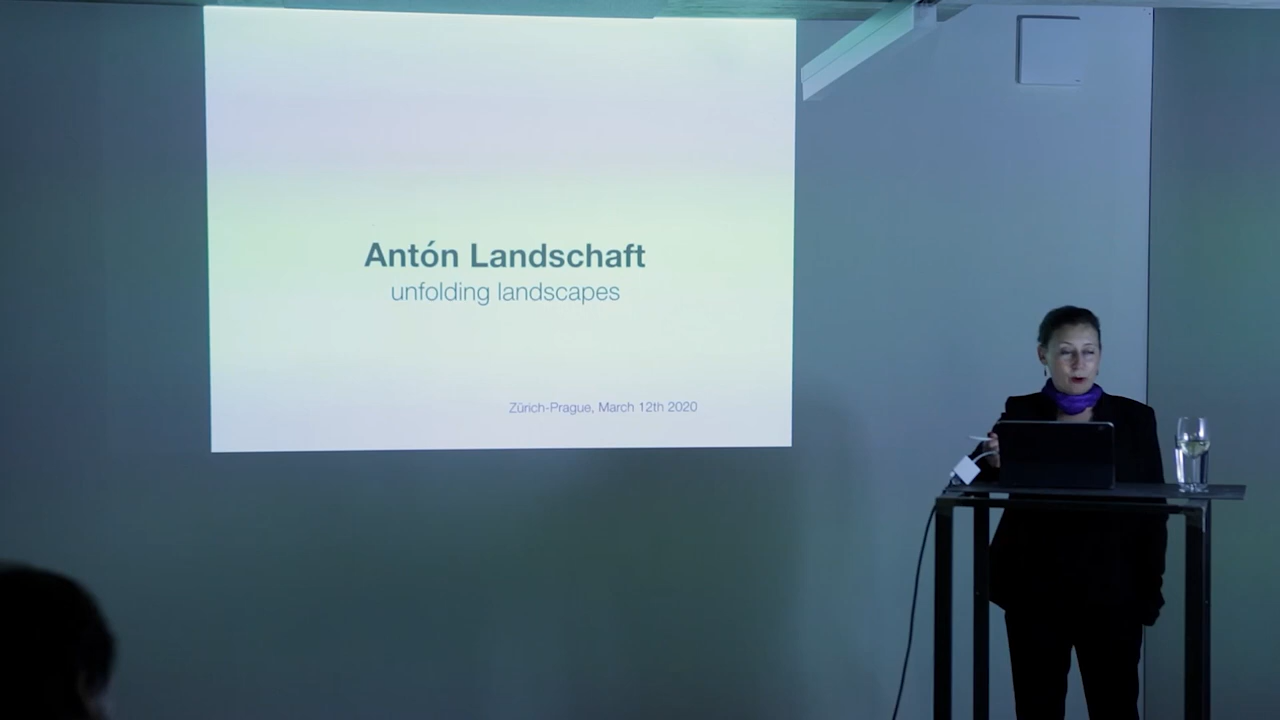 Antón Landschaft
unfolding landscapes
Zürich-Prague, March 12th 2020